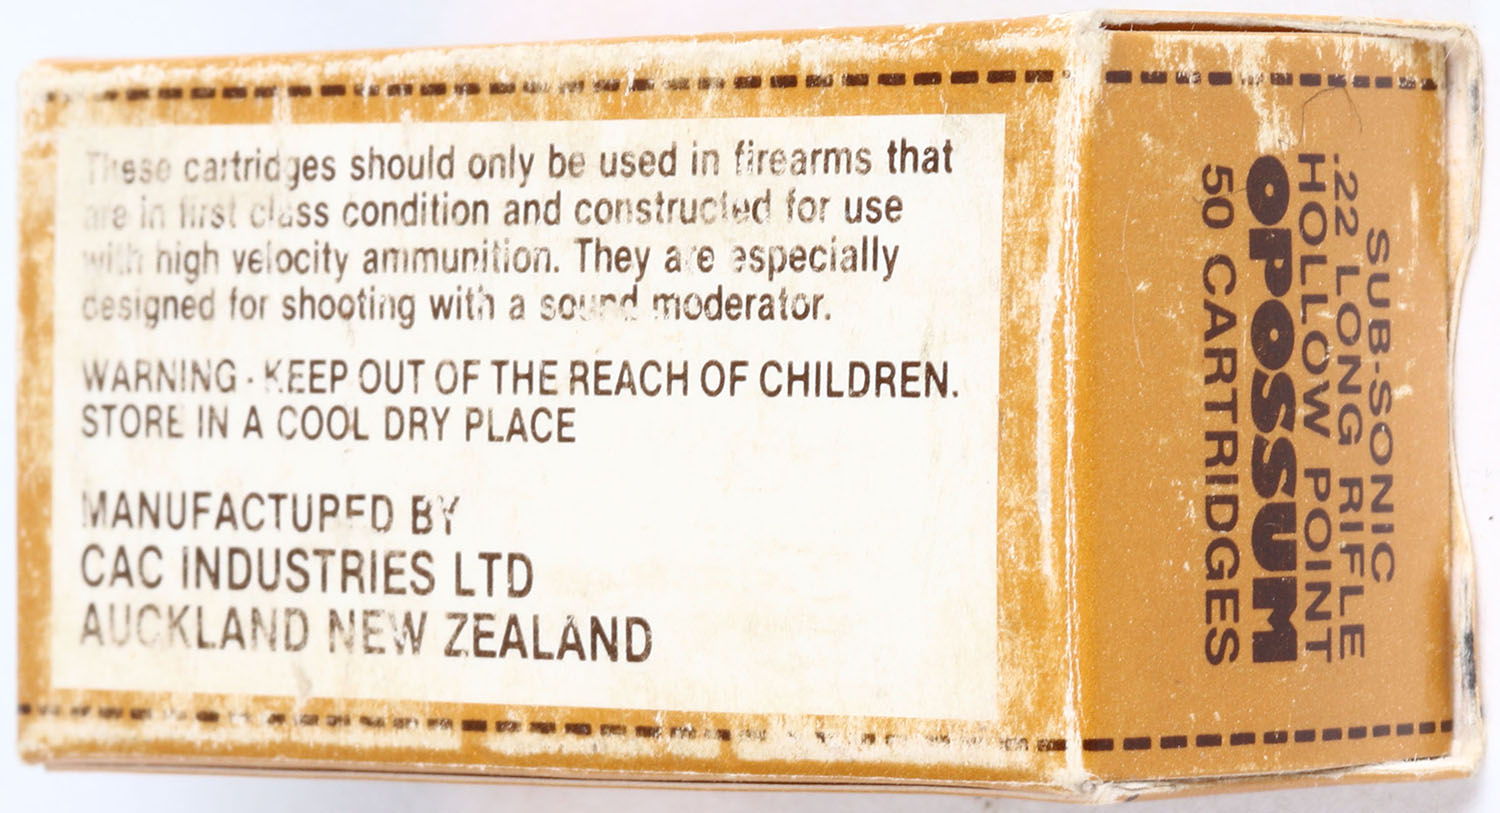 These cartridges should only be used in firearms that
are in first class condition and constructed for use
with high velocity ammunition. They are especially
designed for shooting with a sound moderator.
WARNING - KEEP OUT OF THE REACH OF CHILDREN.
STORE IN A COOL DRY PLACE
MANUFACTURED BY
CAC INDUSTRIES LTD
AUCKLAND NEW ZEALAND
SUB-SONIC
.22 LONG RIFLE
HOLLOW POINT
OPOSSUM
50 CARTRIDGES